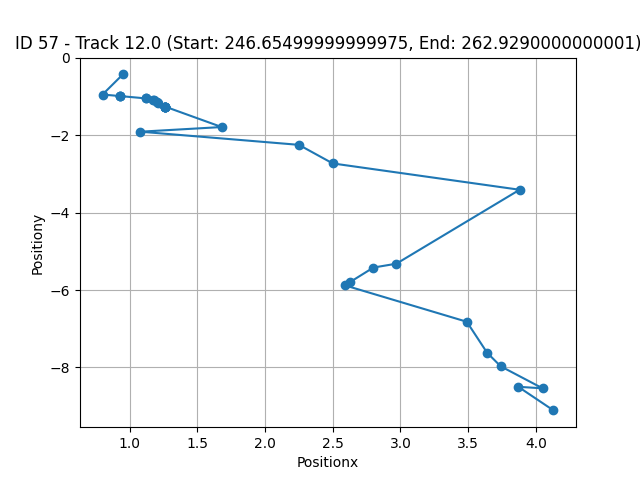 ID 57 - Track 12.0 (Start: 246.65499999999975, End: 262.9290000000001)
0
−2
−4
−6
−8
Positiony
1.0 1.5 2.0 2.5 3.0 3.5 4.0
Positionx